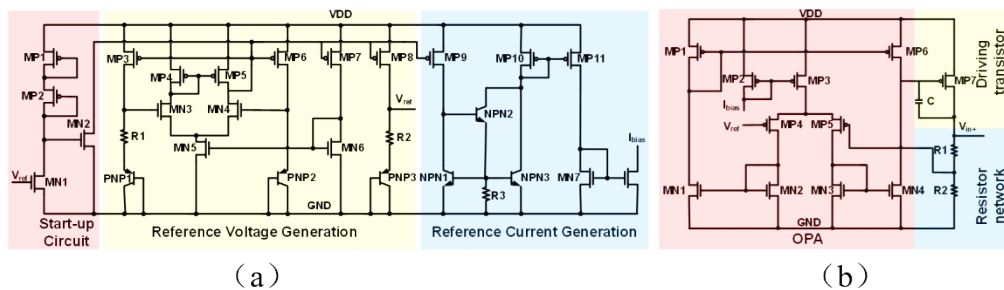 VDD
MP1
MP2
MN2
Vref
MN1
Start-up
Circuit
MP3
MP4
MP5
MP6
MP7
MP8
MN3
MN4
Vref
R1
R2
MN5
MN6
PNP1
PNP2
PNP3
GND
Reference Voltage Generation
MP9
MP10
MP11
NPN2
Ibias
NPN1
NPN3
MN7
R3
Reference Current Generation
(a)
VDD
MP1
MP2
MP3
MP6
MP7
Driving
transistor
C
Ibias
Vref
MP4
MP5
Vin+
R1
R2
MN1
MN2
MN3
MN4
GND
OPA
Resistor
network
(b)